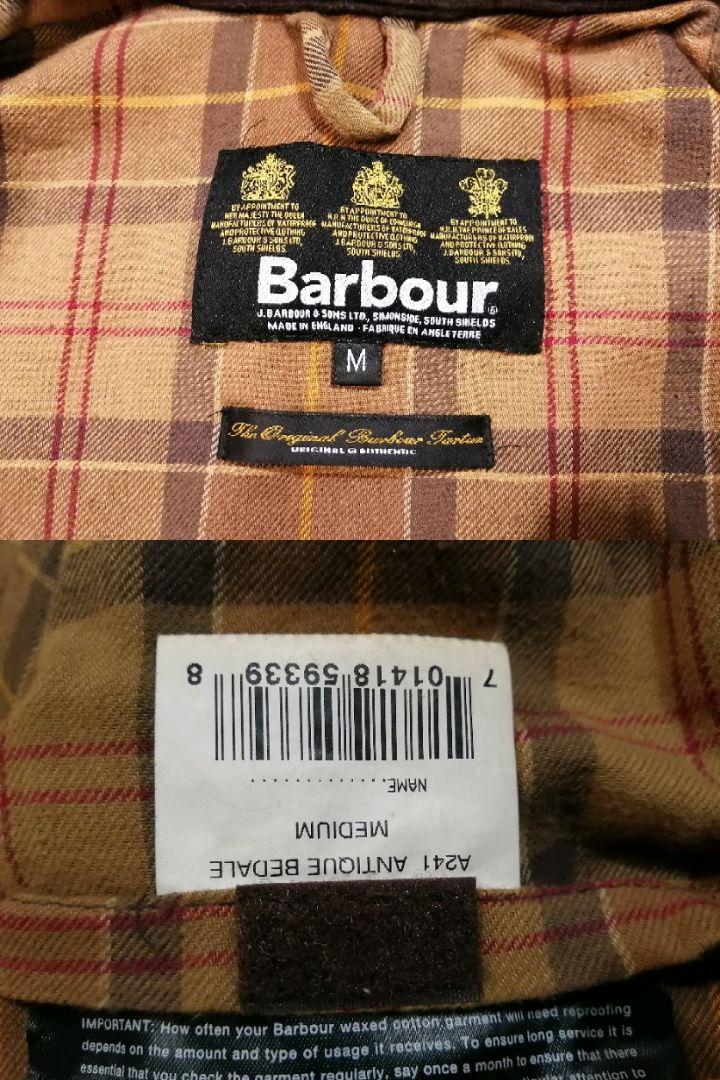 BY APPOINTMENT TO
HER MAJESTY THE QUEEN
MANUFACTURERS OF WATERPROOF
AND PROTECTIVE CLOTHING
J. BARBOUR & SONS LTD.
SOUTH SHIELDS
BY APPOINTMENT TO
H.R.H. THE DUKE OF EDINBURGH
MANUFACTURERS OF WATERPROOF
AND PROTECTIVE CLOTHING
J. BARBOUR & SONS LTD.
SOUTH SHIELDS
BY APPOINTMENT TO
H.R.H. THE PRINCE OF WALES
MANUFACTURERS OF WATERPROOF
AND PROTECTIVE CLOTHING
J. BARBOUR & SONS LTD.
SOUTH SHIELDS
Barbour®
J. BARBOUR & SONS LTD, SIMONSIDE, SOUTH SHIELDS
MADE IN ENGLAND · FABRIQUE EN ANGLETERRE
M
The Original Barbour Tartan
ORIGINAL & AUTHENTIC
A241 ANTIQUE BEDALE
MEDIUM
NAME..............
7 01418 59339 8
IMPORTANT: How often your Barbour waxed cotton garment will need reproofing
depends on the amount and type of usage it receives. To ensure long service it is
essential that you check the garment regularly, say once a month to ensure that there
attention to